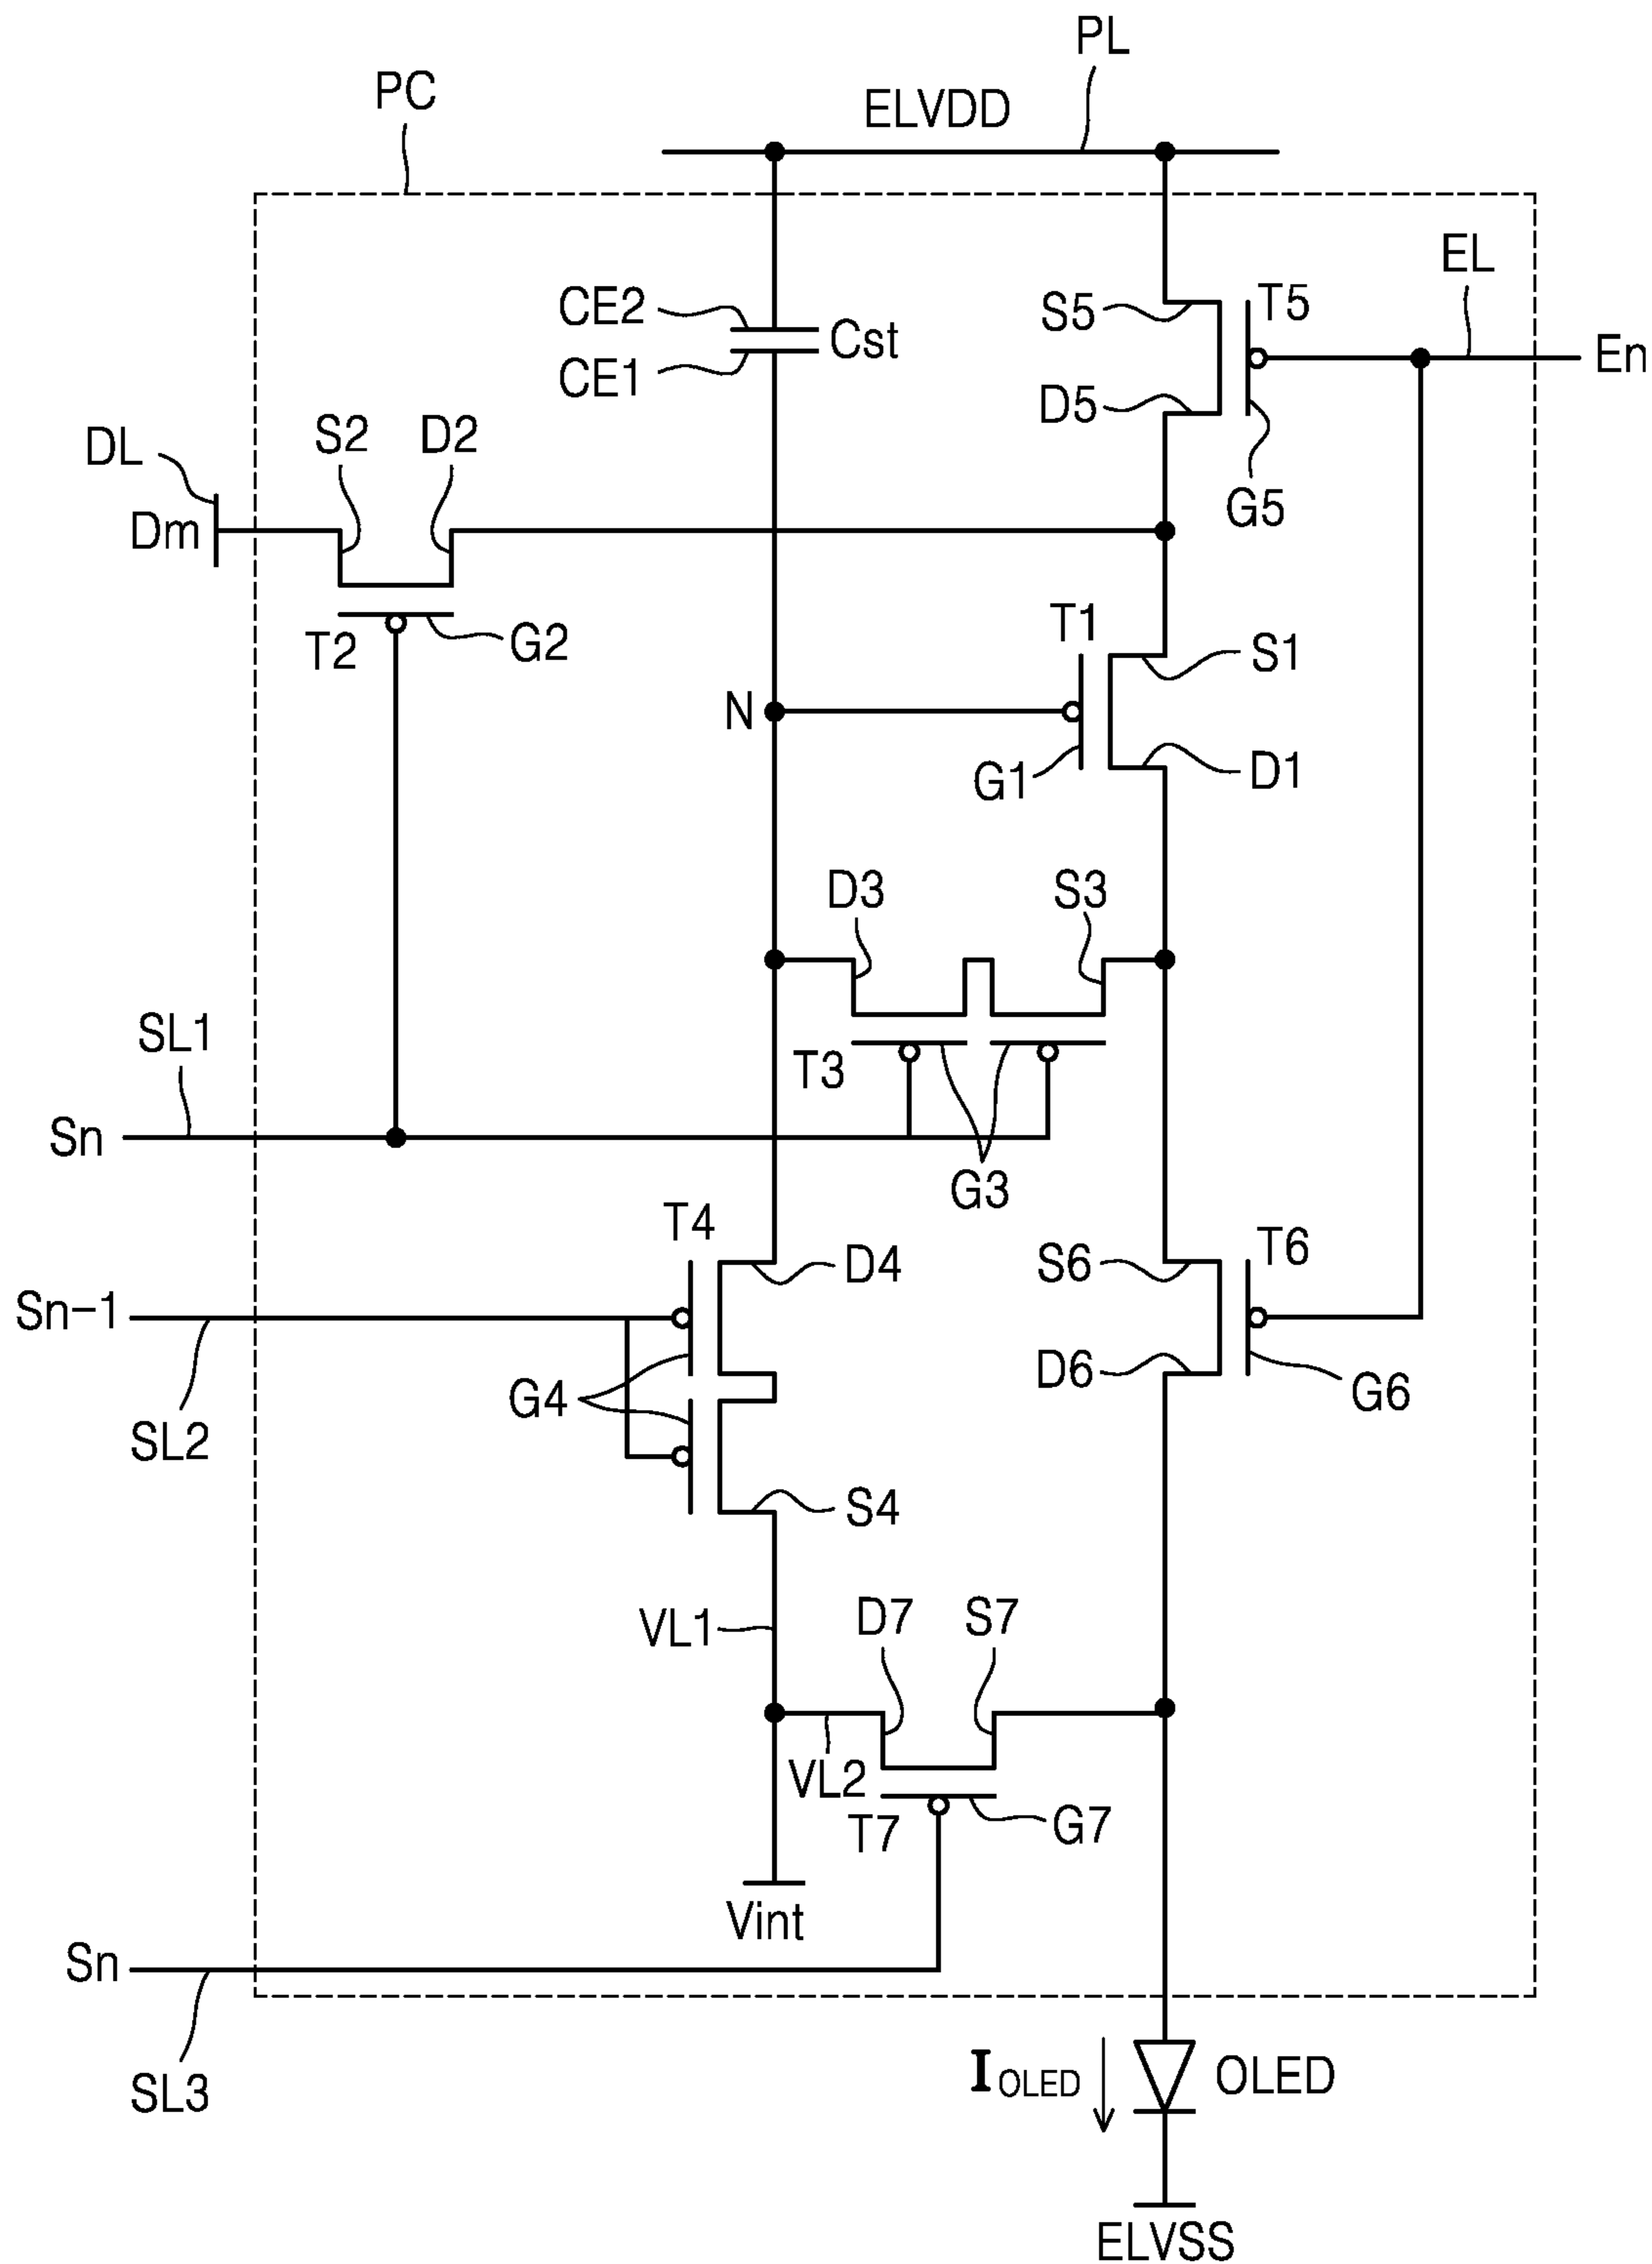 PL
PC
ELVDD
EL
CE2
S5
T5
Cst
En
CE1
D5
S2
D2
DL
G5
Dm
T1
G2
T2
S1
N
G1
D1
D3
S3
SL1
T3
Sn
G3
T4
D4
S6
T6
Sn-1
D6
G4
G6
SL2
S4
D7
S7
VL1
VL2
T7
G7
Vint
Sn
SL3
IOLED
OLED
ELVSS